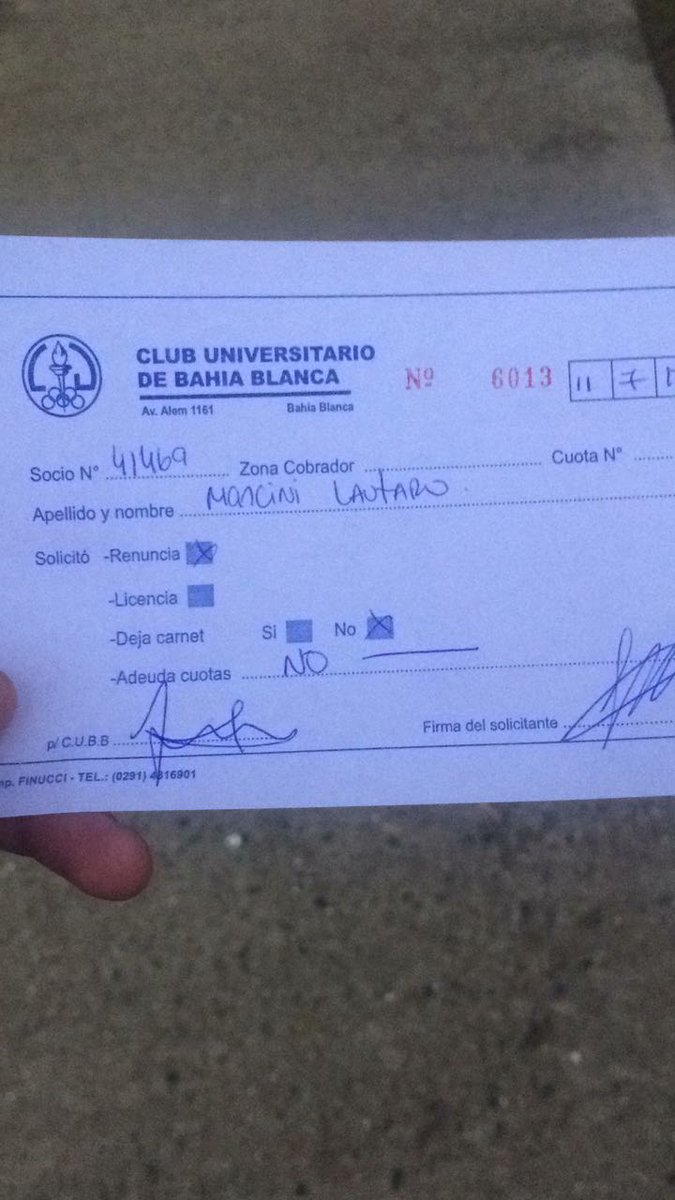 CLUB UNIVERSITARIO
DE BAHIA BLANCA
Av. Alem 1161 Bahia Blanca
Nº 6013 11 7
Socio N° 41469 Zona Cobrador Cuota N°
Apellido y nombre Mancini Lautaro
Solicitó -Renuncia X
-Licencia
-Deja carnet Si No X
-Adeuda cuotas NO
p/ C.U.B.B Firma del solicitante
mp. FINUCCI - TEL.: (0291) 4816901